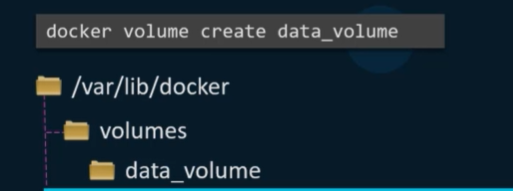 docker volume create data_volume
/var/lib/docker
volumes
data_volume